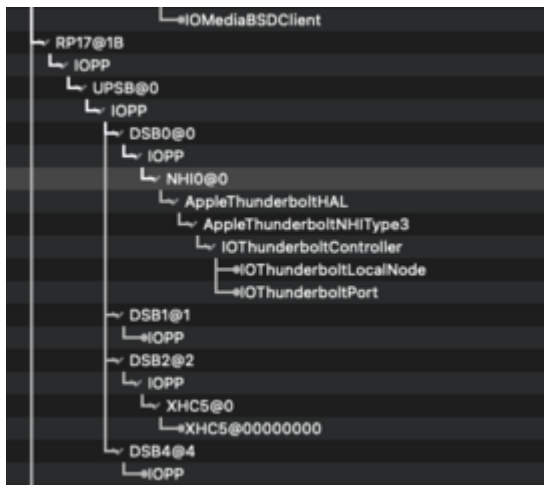 IOMediaBSDClient
RP17@1B
IOPP
UPSB@0
IOPP
DSB0@0
IOPP
NHI0@0
AppleThunderboltHAL
AppleThunderboltNHIType3
IOThunderboltController
IOThunderboltLocalNode
IOThunderboltPort
DSB1@1
IOPP
DSB2@2
IOPP
XHC5@0
XHC5@00000000
DSB4@4
IOPP